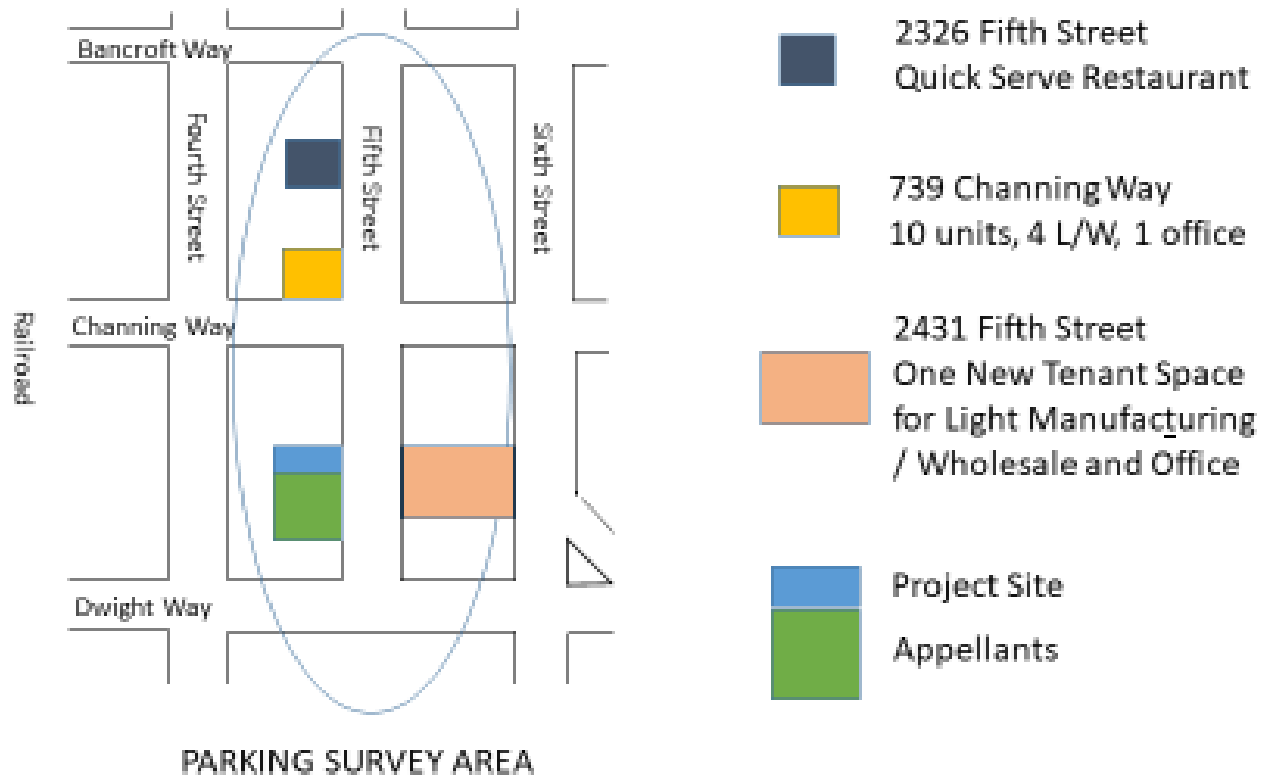 Bancroft Way
Fourth Street
Fifth Street
Sixth Street
Channing Way
Railroad
Dwight Way
PARKING SURVEY AREA
2326 Fifth Street
Quick Serve Restaurant
739 Channing Way
10 units, 4 L/W, 1 office
2431 Fifth Street
One New Tenant Space
for Light Manufacturing
/ Wholesale and Office
Project Site
Appellants